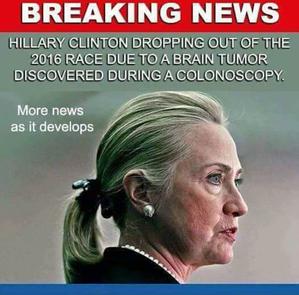 BREAKING NEWS
HILLARY CLINTON DROPPING OUT OF THE
2016 RACE DUE TO A BRAIN TUMOR
DISCOVERED DURING A COLONOSCOPY.
More news
as it develops